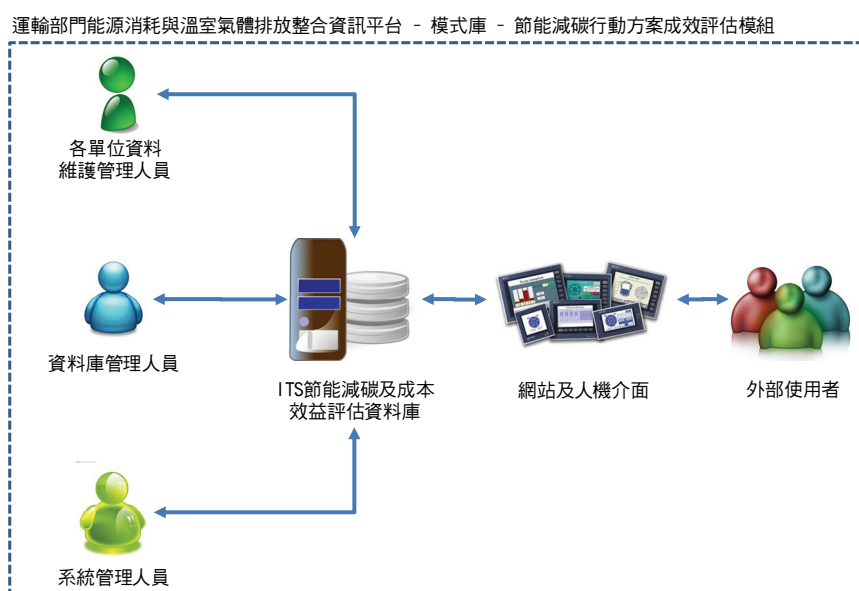 運輸部門能源消耗與溫室氣體排放整合資訊平台 - 模式庫 - 節能減碳行動方案成效評估模組
各單位資料
維護管理人員
資料庫管理人員
ITS節能減碳及成本
效益評估資料庫
網站及人機介面
外部使用者
系統管理人員